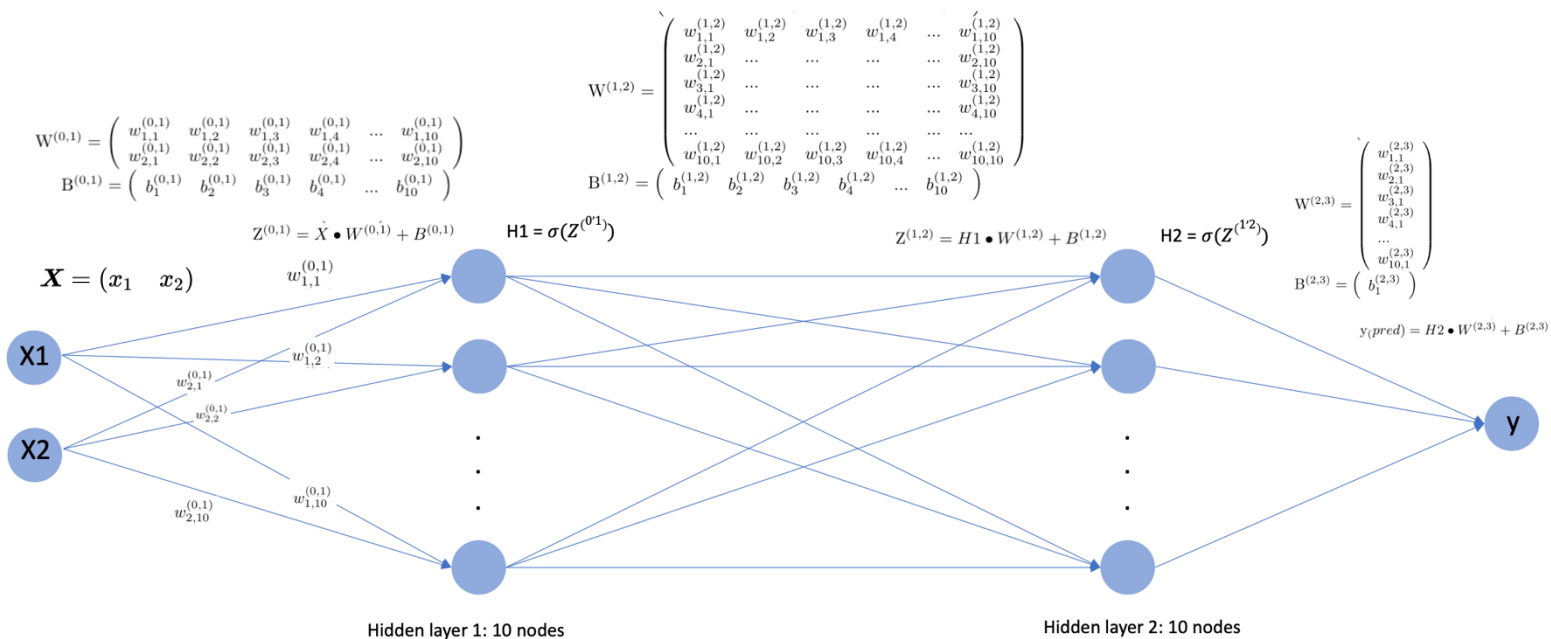 W^(1,2) = ( w_{1,1}^(1,2) w_{1,2}^(1,2) w_{1,3}^(1,2) w_{1,4}^(1,2) ... w_{1,10}^(1,2)
w_{2,1}^(1,2) ... ... ... ... w_{2,10}^(1,2)
w_{3,1}^(1,2) ... ... ... ... w_{3,10}^(1,2)
w_{4,1}^(1,2) ... ... ... ... w_{4,10}^(1,2)
... ... ... ... ... ...
w_{10,1}^(1,2) w_{10,2}^(1,2) w_{10,3}^(1,2) w_{10,4}^(1,2) ... w_{10,10}^(1,2) )
B^(1,2) = ( b_1^(1,2) b_2^(1,2) b_3^(1,2) b_4^(1,2) ... b_{10}^(1,2) )
W^(0,1) = ( w_{1,1}^(0,1) w_{1,2}^(0,1) w_{1,3}^(0,1) w_{1,4}^(0,1) ... w_{1,10}^(0,1)
w_{2,1}^(0,1) w_{2,2}^(0,1) w_{2,3}^(0,1) w_{2,4}^(0,1) ... w_{2,10}^(0,1) )
B^(0,1) = ( b_1^(0,1) b_2^(0,1) b_3^(0,1) b_4^(0,1) ... b_{10}^(0,1) )
W^(2,3) = ( w_{1,1}^(2,3)
w_{2,1}^(2,3)
w_{3,1}^(2,3)
w_{4,1}^(2,3)
...
w_{10,1}^(2,3) )
B^(2,3) = ( b_1^(2,3) )
Z^(0,1) = X • W^(0,1) + B^(0,1)
H1 = σ(Z^(0,1))
Z^(1,2) = H1 • W^(1,2) + B^(1,2)
H2 = σ(Z^(1,2))
y(pred) = H2 • W^(2,3) + B^(2,3)
X = (x_1 x_2)
w_{1,1}^(0,1)
X1
w_{1,2}^(0,1)
w_{2,1}^(0,1)
w_{2,2}^(0,1)
X2
w_{1,10}^(0,1)
w_{2,10}^(0,1)
y
Hidden layer 1: 10 nodes
Hidden layer 2: 10 nodes